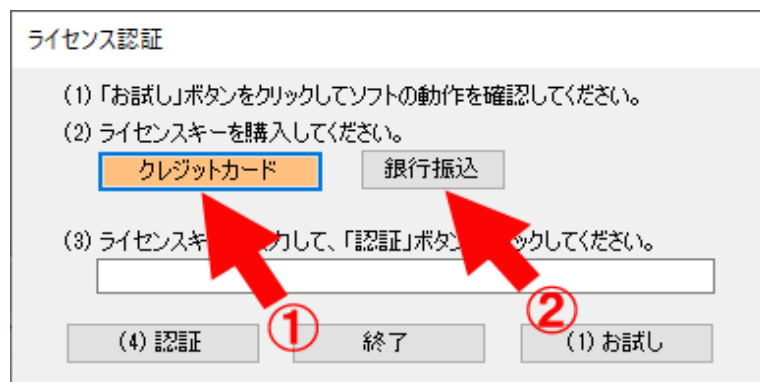 ライセンス認証
(1) 「お試し」ボタンをクリックしてソフトの動作を確認してください。
(2) ライセンスキーを購入してください。
クレジットカード 銀行振込
(3) ライセンスキ 力して、「認証」ボタン ックしてください。
① ②
(4) 認証 終了 (1) お試し